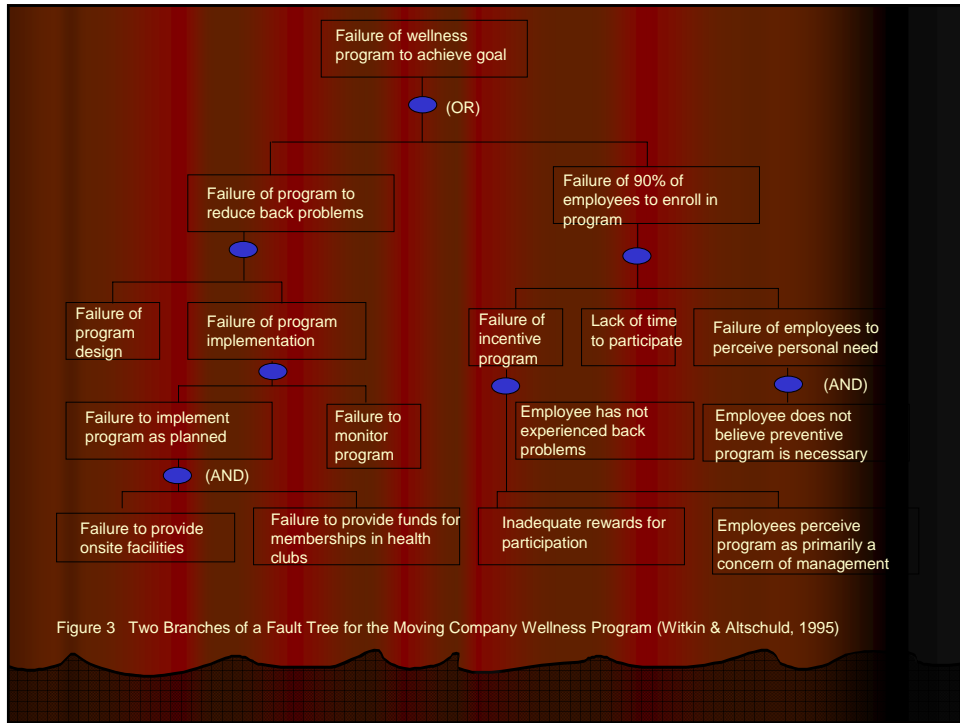 Failure of wellness
program to achieve goal
(OR)
Failure of program to
reduce back problems
Failure of 90% of
employees to enroll in
program
Failure of
program
design
Failure of program
implementation
Failure of
incentive
program
Lack of time
to participate
Failure of employees to
perceive personal need
(AND)
Failure to implement
program as planned
Failure to
monitor
program
Employee has not
experienced back
problems
Employee does not
believe preventive
program is necessary
(AND)
Failure to provide
onsite facilities
Failure to provide funds for
memberships in health
clubs
Inadequate rewards for
participation
Employees perceive
program as primarily a
concern of management
Figure 3 Two Branches of a Fault Tree for the Moving Company Wellness Program (Witkin & Altschuld, 1995)